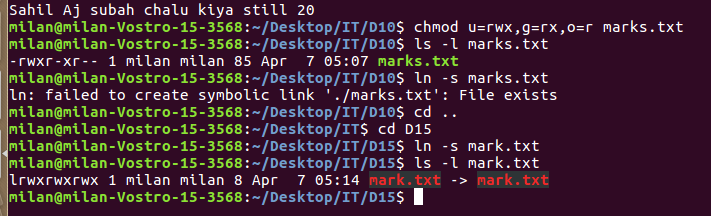 Sahil Aj subah chalu kiya still 20
milan@milan-Vostro-15-3568:~/Desktop/IT/D10$ chmod u=rwx,g=rx,o=r marks.txt
milan@milan-Vostro-15-3568:~/Desktop/IT/D10$ ls -l marks.txt
-rwxr-xr-- 1 milan milan 85 Apr  7 05:07 marks.txt
milan@milan-Vostro-15-3568:~/Desktop/IT/D10$ ln -s marks.txt
ln: failed to create symbolic link './marks.txt': File exists
milan@milan-Vostro-15-3568:~/Desktop/IT/D10$ cd ..
milan@milan-Vostro-15-3568:~/Desktop/IT$ cd D15
milan@milan-Vostro-15-3568:~/Desktop/IT/D15$ ln -s mark.txt
milan@milan-Vostro-15-3568:~/Desktop/IT/D15$ ls -l mark.txt
lrwxrwxrwx 1 milan milan 8 Apr  7 05:14 mark.txt -> mark.txt
milan@milan-Vostro-15-3568:~/Desktop/IT/D15$